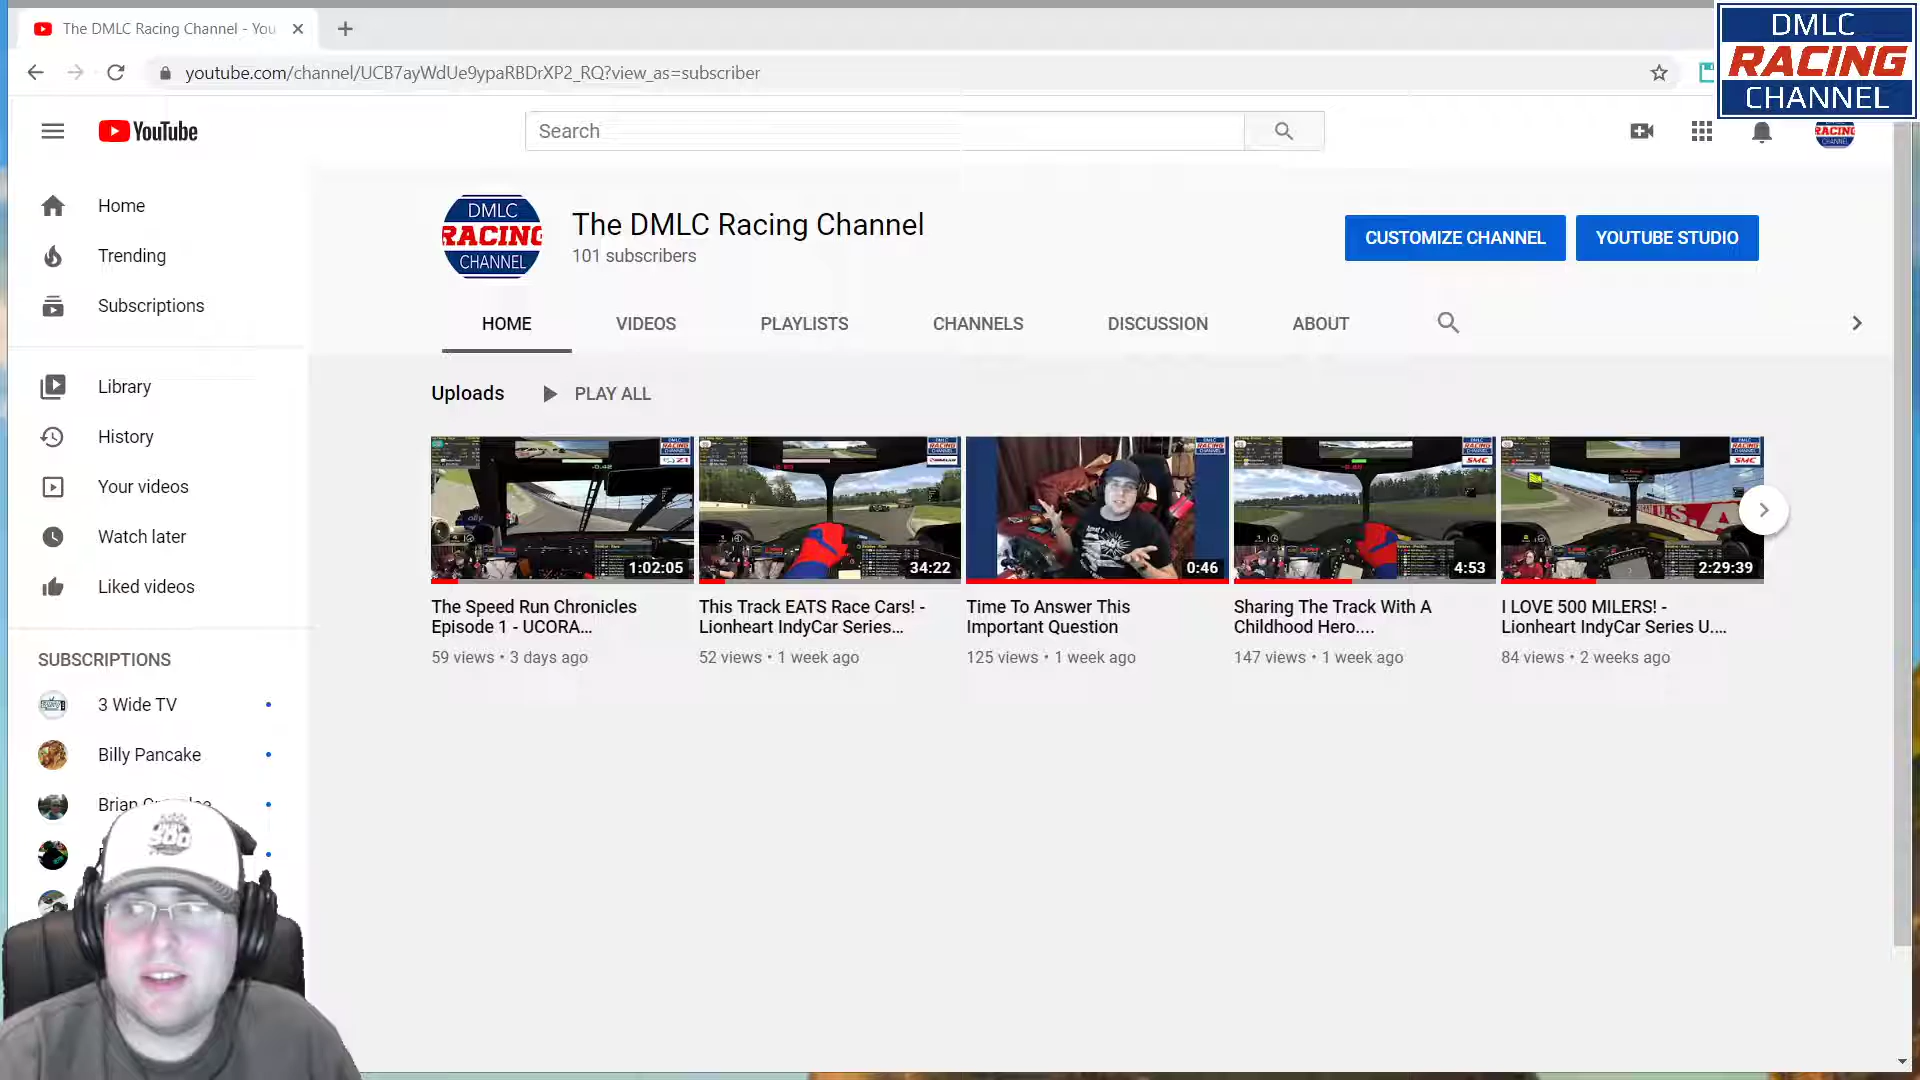 The DMLC Racing Channel - You
youtube.com/channel/UCB7ayWdUe9ypaRBDrXP2_RQ?view_as=subscriber
DMLC
RACING
CHANNEL
YouTube
Search
RACING
CHANNEL
Home
Trending
Subscriptions
Library
History
Your videos
Watch later
Liked videos
SUBSCRIPTIONS
3 Wide TV
Billy Pancake
Brian
DMLC
RACING
CHANNEL
The DMLC Racing Channel
101 subscribers
CUSTOMIZE CHANNEL
YOUTUBE STUDIO
HOME
VIDEOS
PLAYLISTS
CHANNELS
DISCUSSION
ABOUT
Uploads
PLAY ALL
1:02:05
The Speed Run Chronicles
Episode 1 - UCORA...
59 views • 3 days ago
34:22
This Track EATS Race Cars! -
Lionheart IndyCar Series...
52 views • 1 week ago
0:46
Time To Answer This
Important Question
125 views • 1 week ago
4:53
Sharing The Track With A
Childhood Hero....
147 views • 1 week ago
U.S.A
2:29:39
I LOVE 500 MILERS! -
Lionheart IndyCar Series U....
84 views • 2 weeks ago
500